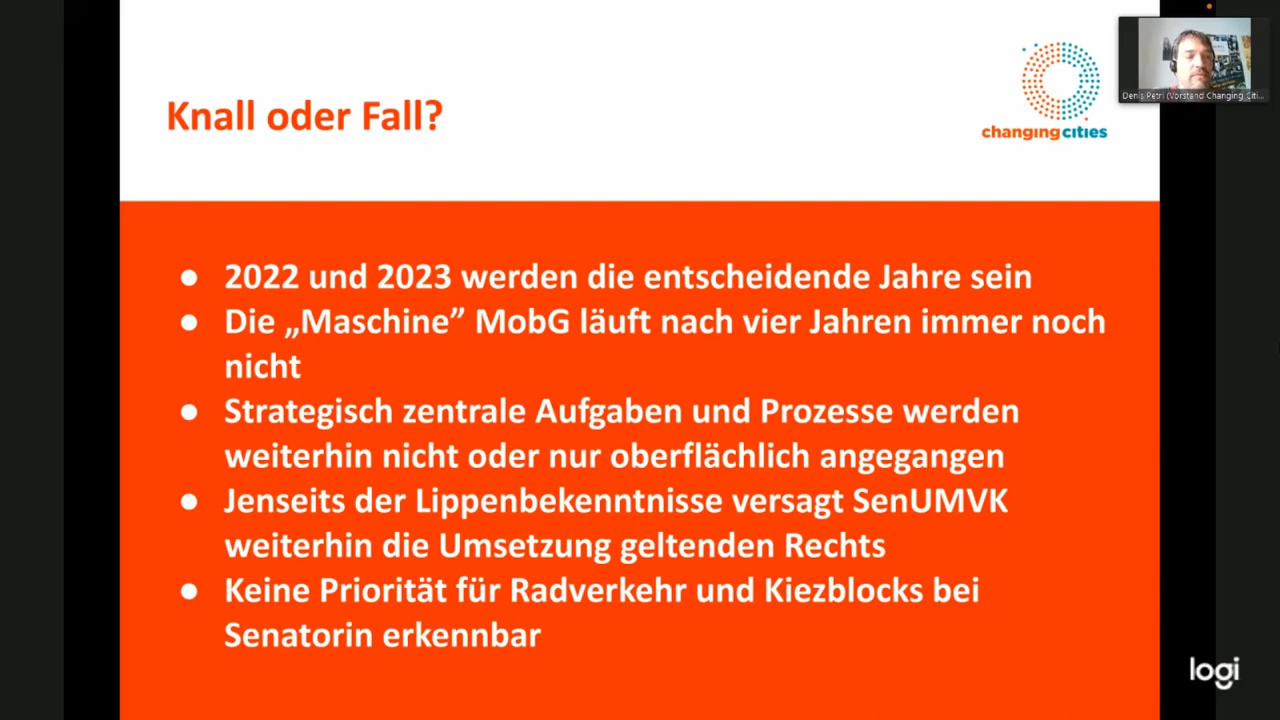 Knall oder Fall?
changingcities
Denis Petri (Vorstand Changing Citi...
2022 und 2023 werden die entscheidende Jahre sein
Die „Maschine” MobG läuft nach vier Jahren immer noch
nicht
Strategisch zentrale Aufgaben und Prozesse werden
weiterhin nicht oder nur oberflächlich angegangen
Jenseits der Lippenbekenntnisse versagt SenUMVK
weiterhin die Umsetzung geltenden Rechts
Keine Priorität für Radverkehr und Kiezblocks bei
Senatorin erkennbar
logi